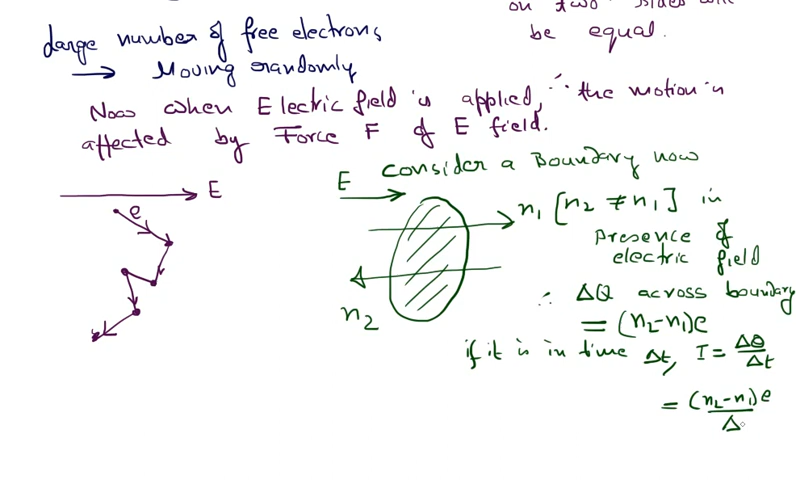 on two sides will
be equal.
Large number of free electrons
→ Moving randomly
Now when Electric field is applied, ∴ the motion is
affected by Force F of E field.
Consider a Boundary now
E
E
e
n₁ [n₂ ≠ n₁] in
presence of
electric field
n₂
∴ ΔQ across boundary
= (n₂-n₁)e
if it is in time Δt, I = ΔQ/Δt
= (n₂-n₁)e/Δ